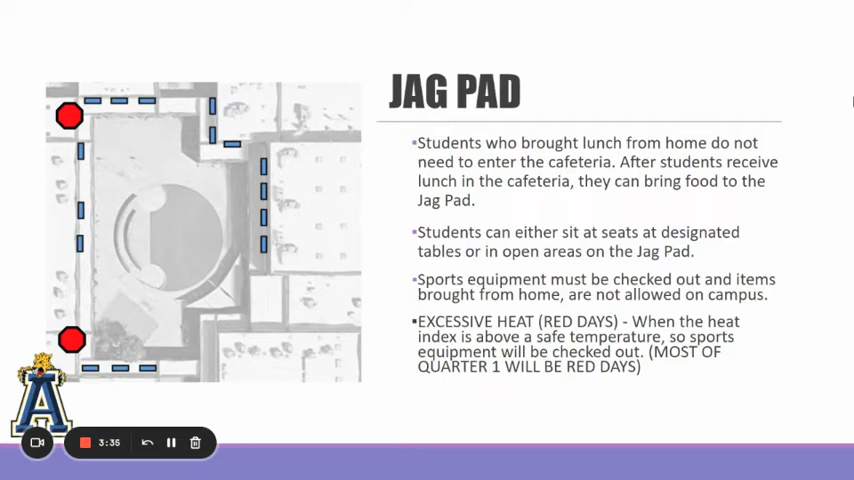 JAG PAD
▪Students who brought lunch from home do not
need to enter the cafeteria. After students receive
lunch in the cafeteria, they can bring food to the
Jag Pad.
▪Students can either sit at seats at designated
tables or in open areas on the Jag Pad.
▪Sports equipment must be checked out and items
brought from home, are not allowed on campus.
▪EXCESSIVE HEAT (RED DAYS) - When the heat
index is above a safe temperature, so sports
equipment will be checked out. (MOST OF
QUARTER 1 WILL BE RED DAYS)
A
3:35